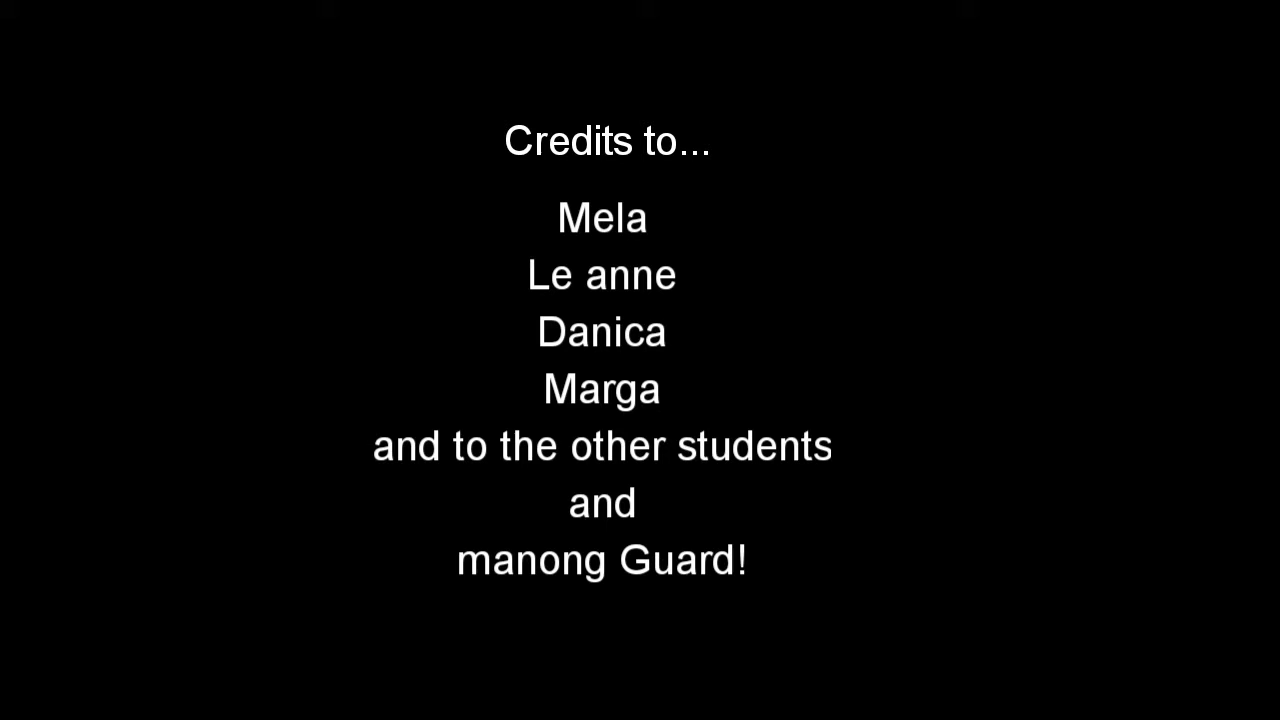 Credits to...
Mela
Le anne
Danica
Marga
and to the other students
and
manong Guard!